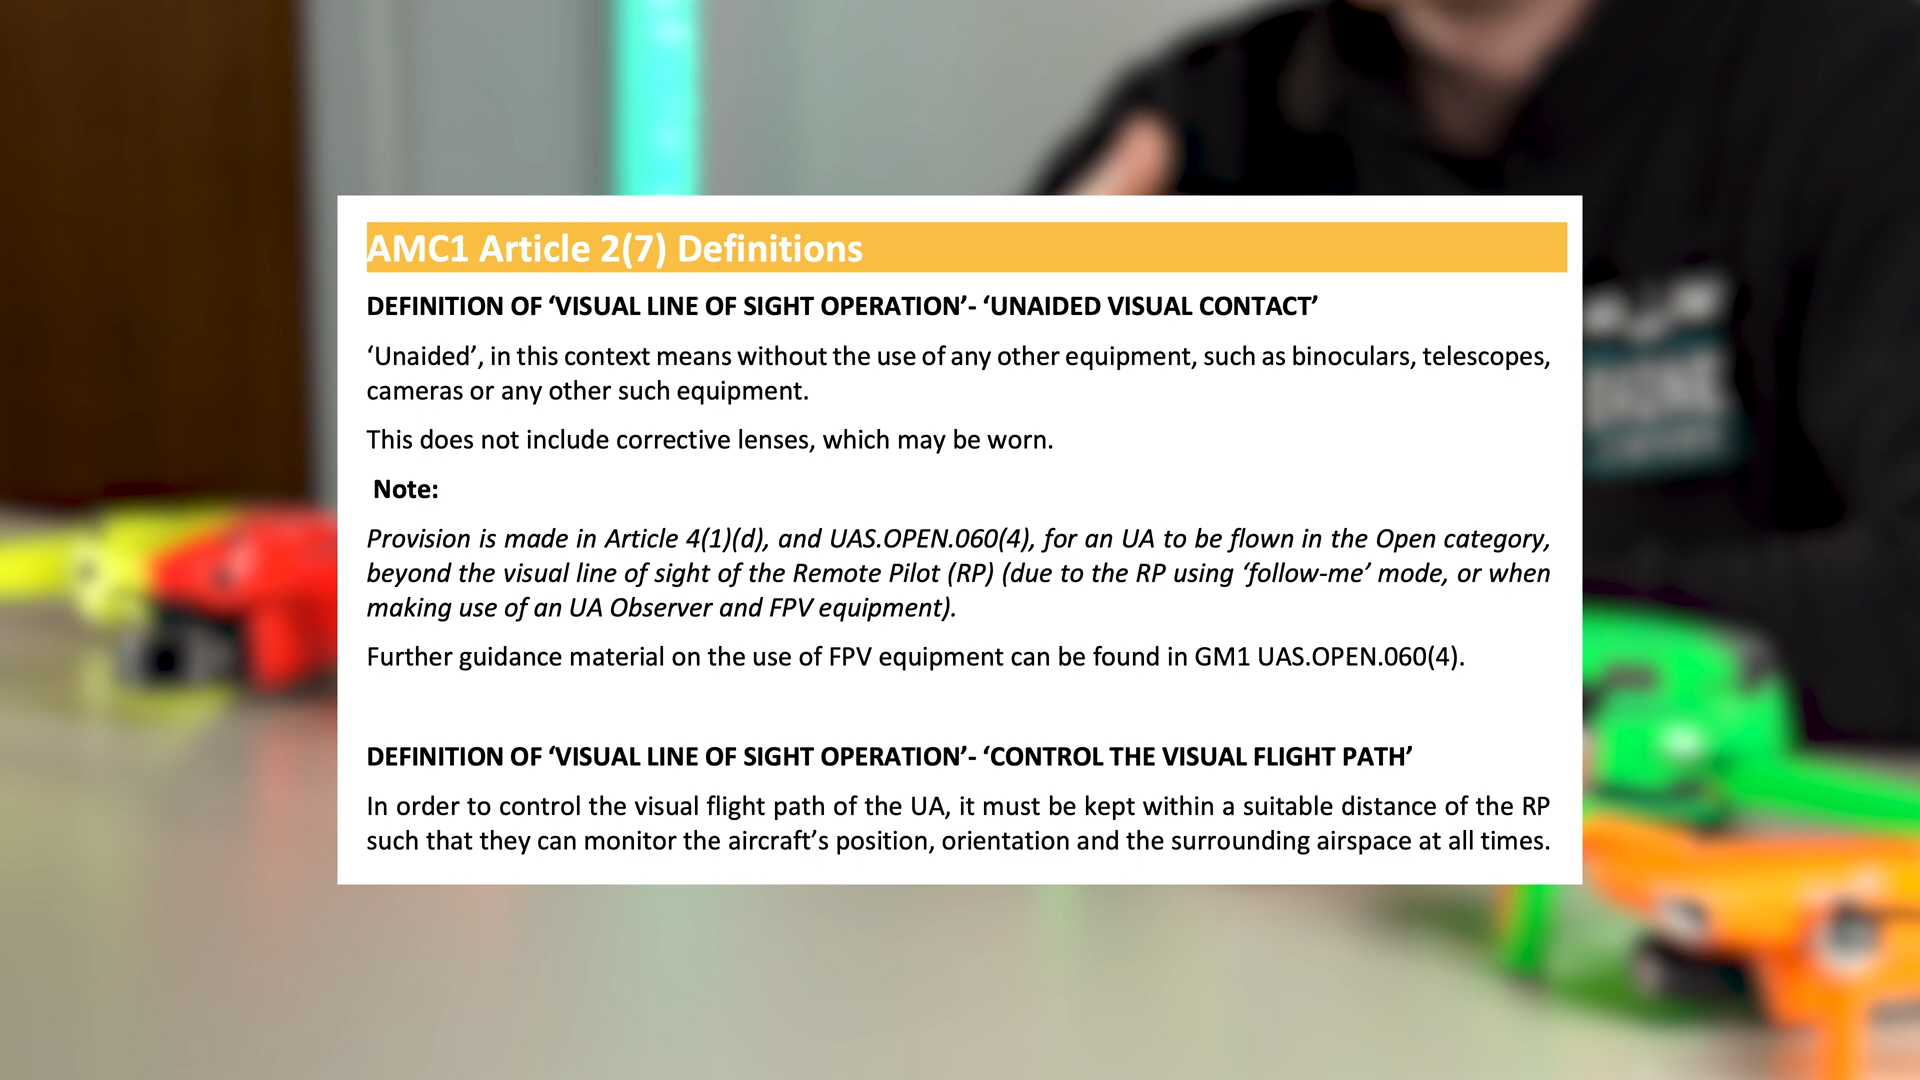 AMC1 Article 2(7) Definitions
DEFINITION OF ‘VISUAL LINE OF SIGHT OPERATION’- ‘UNAIDED VISUAL CONTACT’
‘Unaided’, in this context means without the use of any other equipment, such as binoculars, telescopes,
cameras or any other such equipment.
This does not include corrective lenses, which may be worn.
Note:
Provision is made in Article 4(1)(d), and UAS.OPEN.060(4), for an UA to be flown in the Open category,
beyond the visual line of sight of the Remote Pilot (RP) (due to the RP using ‘follow-me’ mode, or when
making use of an UA Observer and FPV equipment).
Further guidance material on the use of FPV equipment can be found in GM1 UAS.OPEN.060(4).
DEFINITION OF ‘VISUAL LINE OF SIGHT OPERATION’- ‘CONTROL THE VISUAL FLIGHT PATH’
In order to control the visual flight path of the UA, it must be kept within a suitable distance of the RP
such that they can monitor the aircraft’s position, orientation and the surrounding airspace at all times.